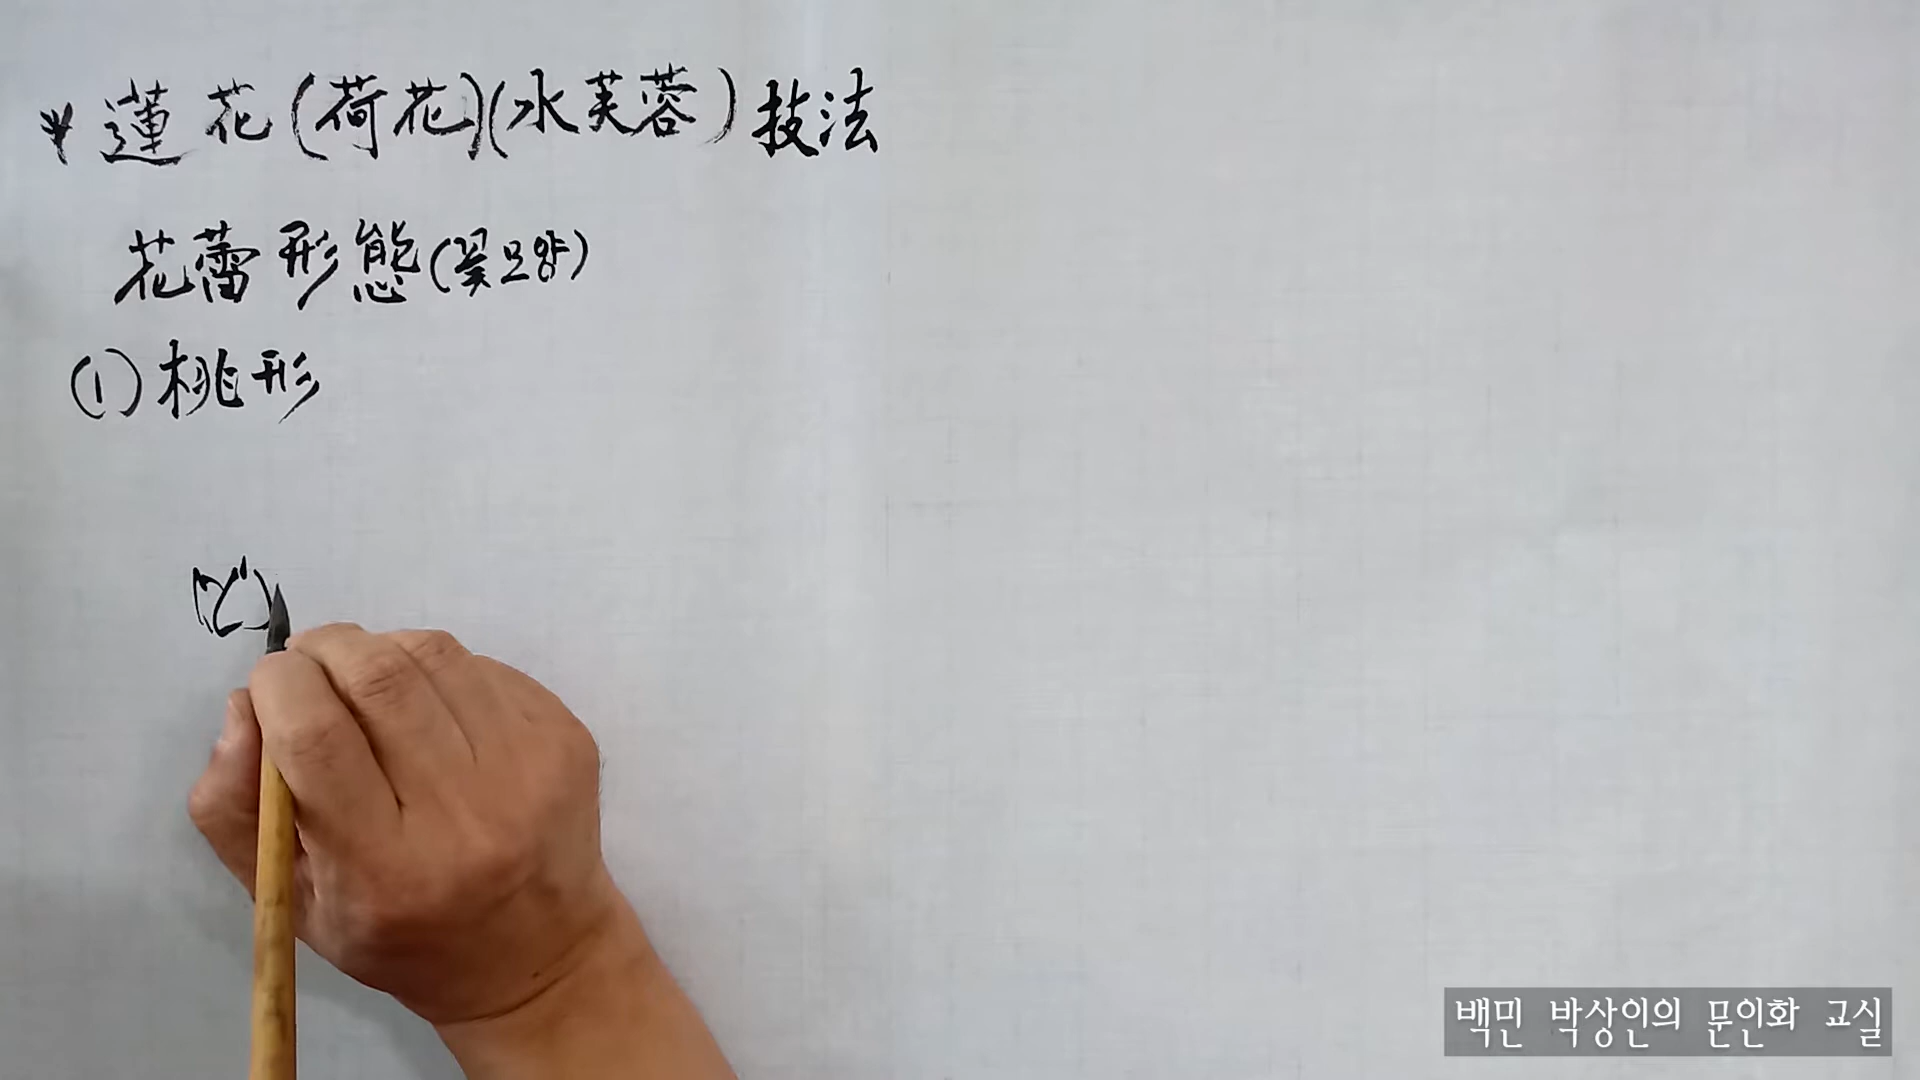 * 蓮花(荷花)(水芙蓉)技法
花蕾形態(꽃모양)
(1)桃形
백민 박상인의 문인화 교실